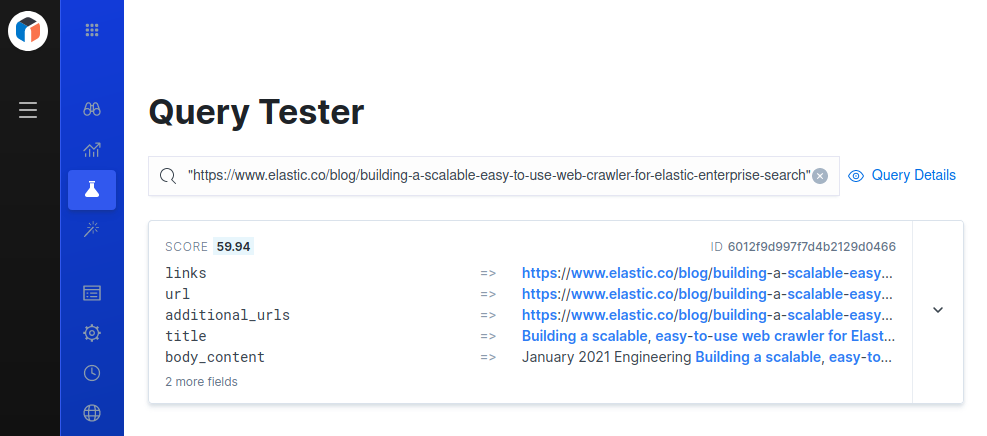 Query Tester
"https://www.elastic.co/blog/building-a-scalable-easy-to-use-web-crawler-for-elastic-enterprise-search"
Query Details
SCORE 59.94 ID 6012f9d997f7d4b2129d0466
links => https://www.elastic.co/blog/building-a-scalable-easy...
url => https://www.elastic.co/blog/building-a-scalable-easy...
additional_urls => https://www.elastic.co/blog/building-a-scalable-easy...
title => Building a scalable, easy-to-use web crawler for Elast...
body_content => January 2021 Engineering Building a scalable, easy-to...
2 more fields